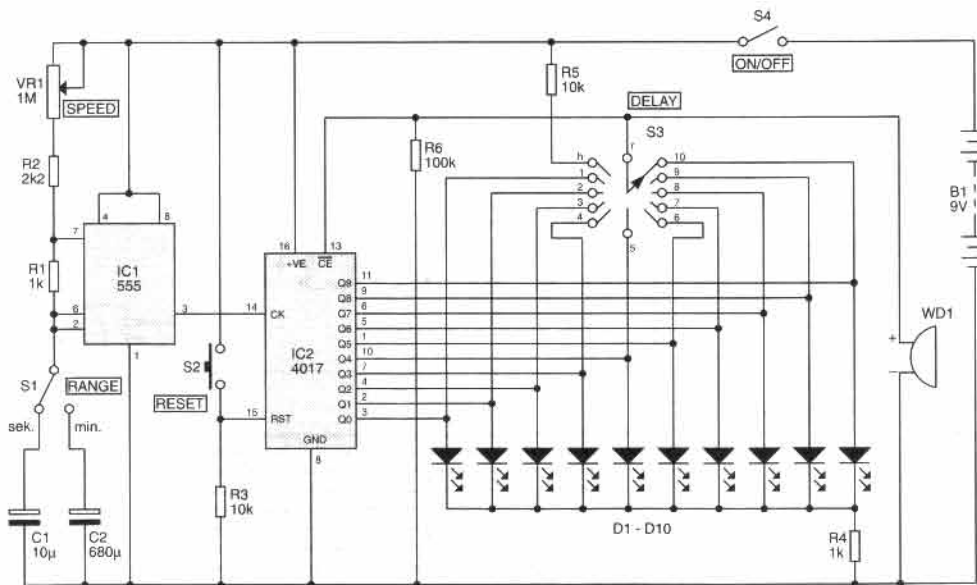 S4
ON/OFF
VR1
1M
SPEED
R5
10k
DELAY
S3
r
h
1
2
3
4
5
10
9
8
7
6
R6
100k
B1
9V
R2
2k2
4
8
7
R1
1k
IC1
555
6
2
3
1
16
13
+VE
CE
14
CK
IC2
4017
15
RST
GND
8
Q9
11
Q8
9
Q7
6
Q6
5
Q5
1
Q4
10
Q3
7
Q2
4
Q1
2
Q0
3
WD1
+
−
S1
RANGE
S2
RESET
sek.
min.
R3
10k
C1
10µ
C2
680µ
D1 - D10
R4
1k